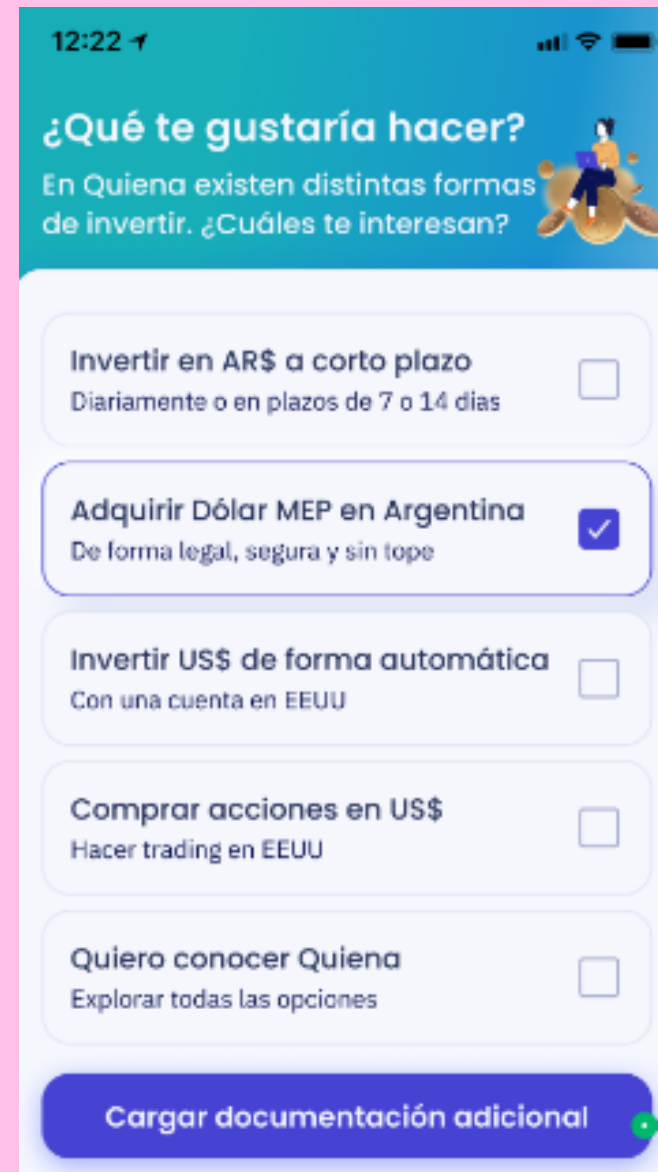 12:22
¿Qué te gustaría hacer?
En Quiena existen distintas formas
de invertir. ¿Cuáles te interesan?
Invertir en AR$ a corto plazo
Diariamente o en plazos de 7 o 14 dias
Adquirir Dólar MEP en Argentina
De forma legal, segura y sin tope
Invertir US$ de forma automática
Con una cuenta en EEUU
Comprar acciones en US$
Hacer trading en EEUU
Quiero conocer Quiena
Explorar todas las opciones
Cargar documentación adicional